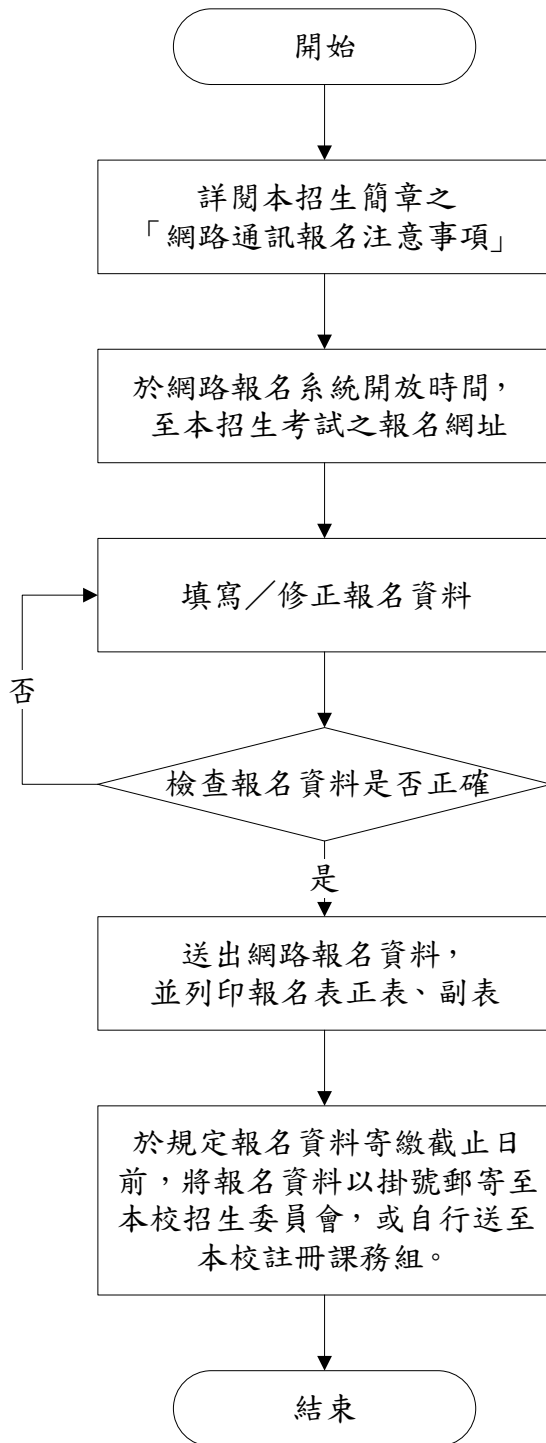 開始
詳閱本招生簡章之
「網路通訊報名注意事項」
於網路報名系統開放時間，
至本招生考試之報名網址
填寫／修正報名資料
否
檢查報名資料是否正確
是
送出網路報名資料，
並列印報名表正表、副表
於規定報名資料寄繳截止日
前，將報名資料以掛號郵寄至
本校招生委員會，或自行送至
本校註冊課務組。
結束